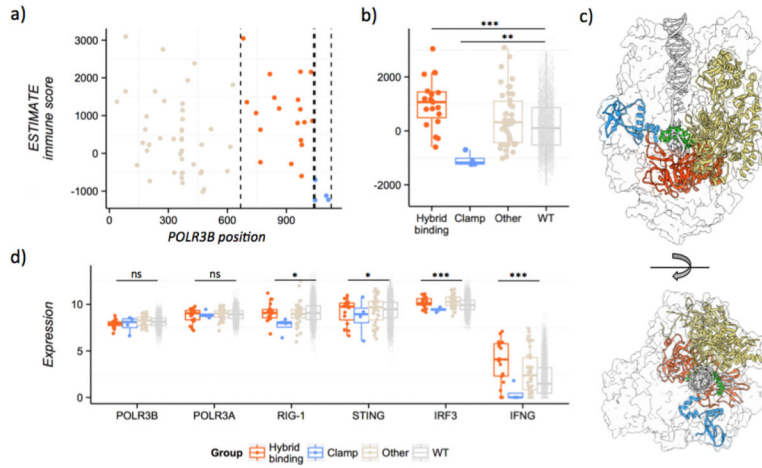 a)
ESTIMATE
immune score
3000
2000
1000
0
-1000
0
300
600
900
POLR3B position
b)
***
**
2000
0
-2000
Hybrid
binding
Clamp
Other
WT
c)
d)
Expression
10
5
0
ns
ns
*
*
***
***
POLR3B
POLR3A
RIG-1
STING
IRF3
IFNG
Group
Hybrid
binding
Clamp
Other
WT